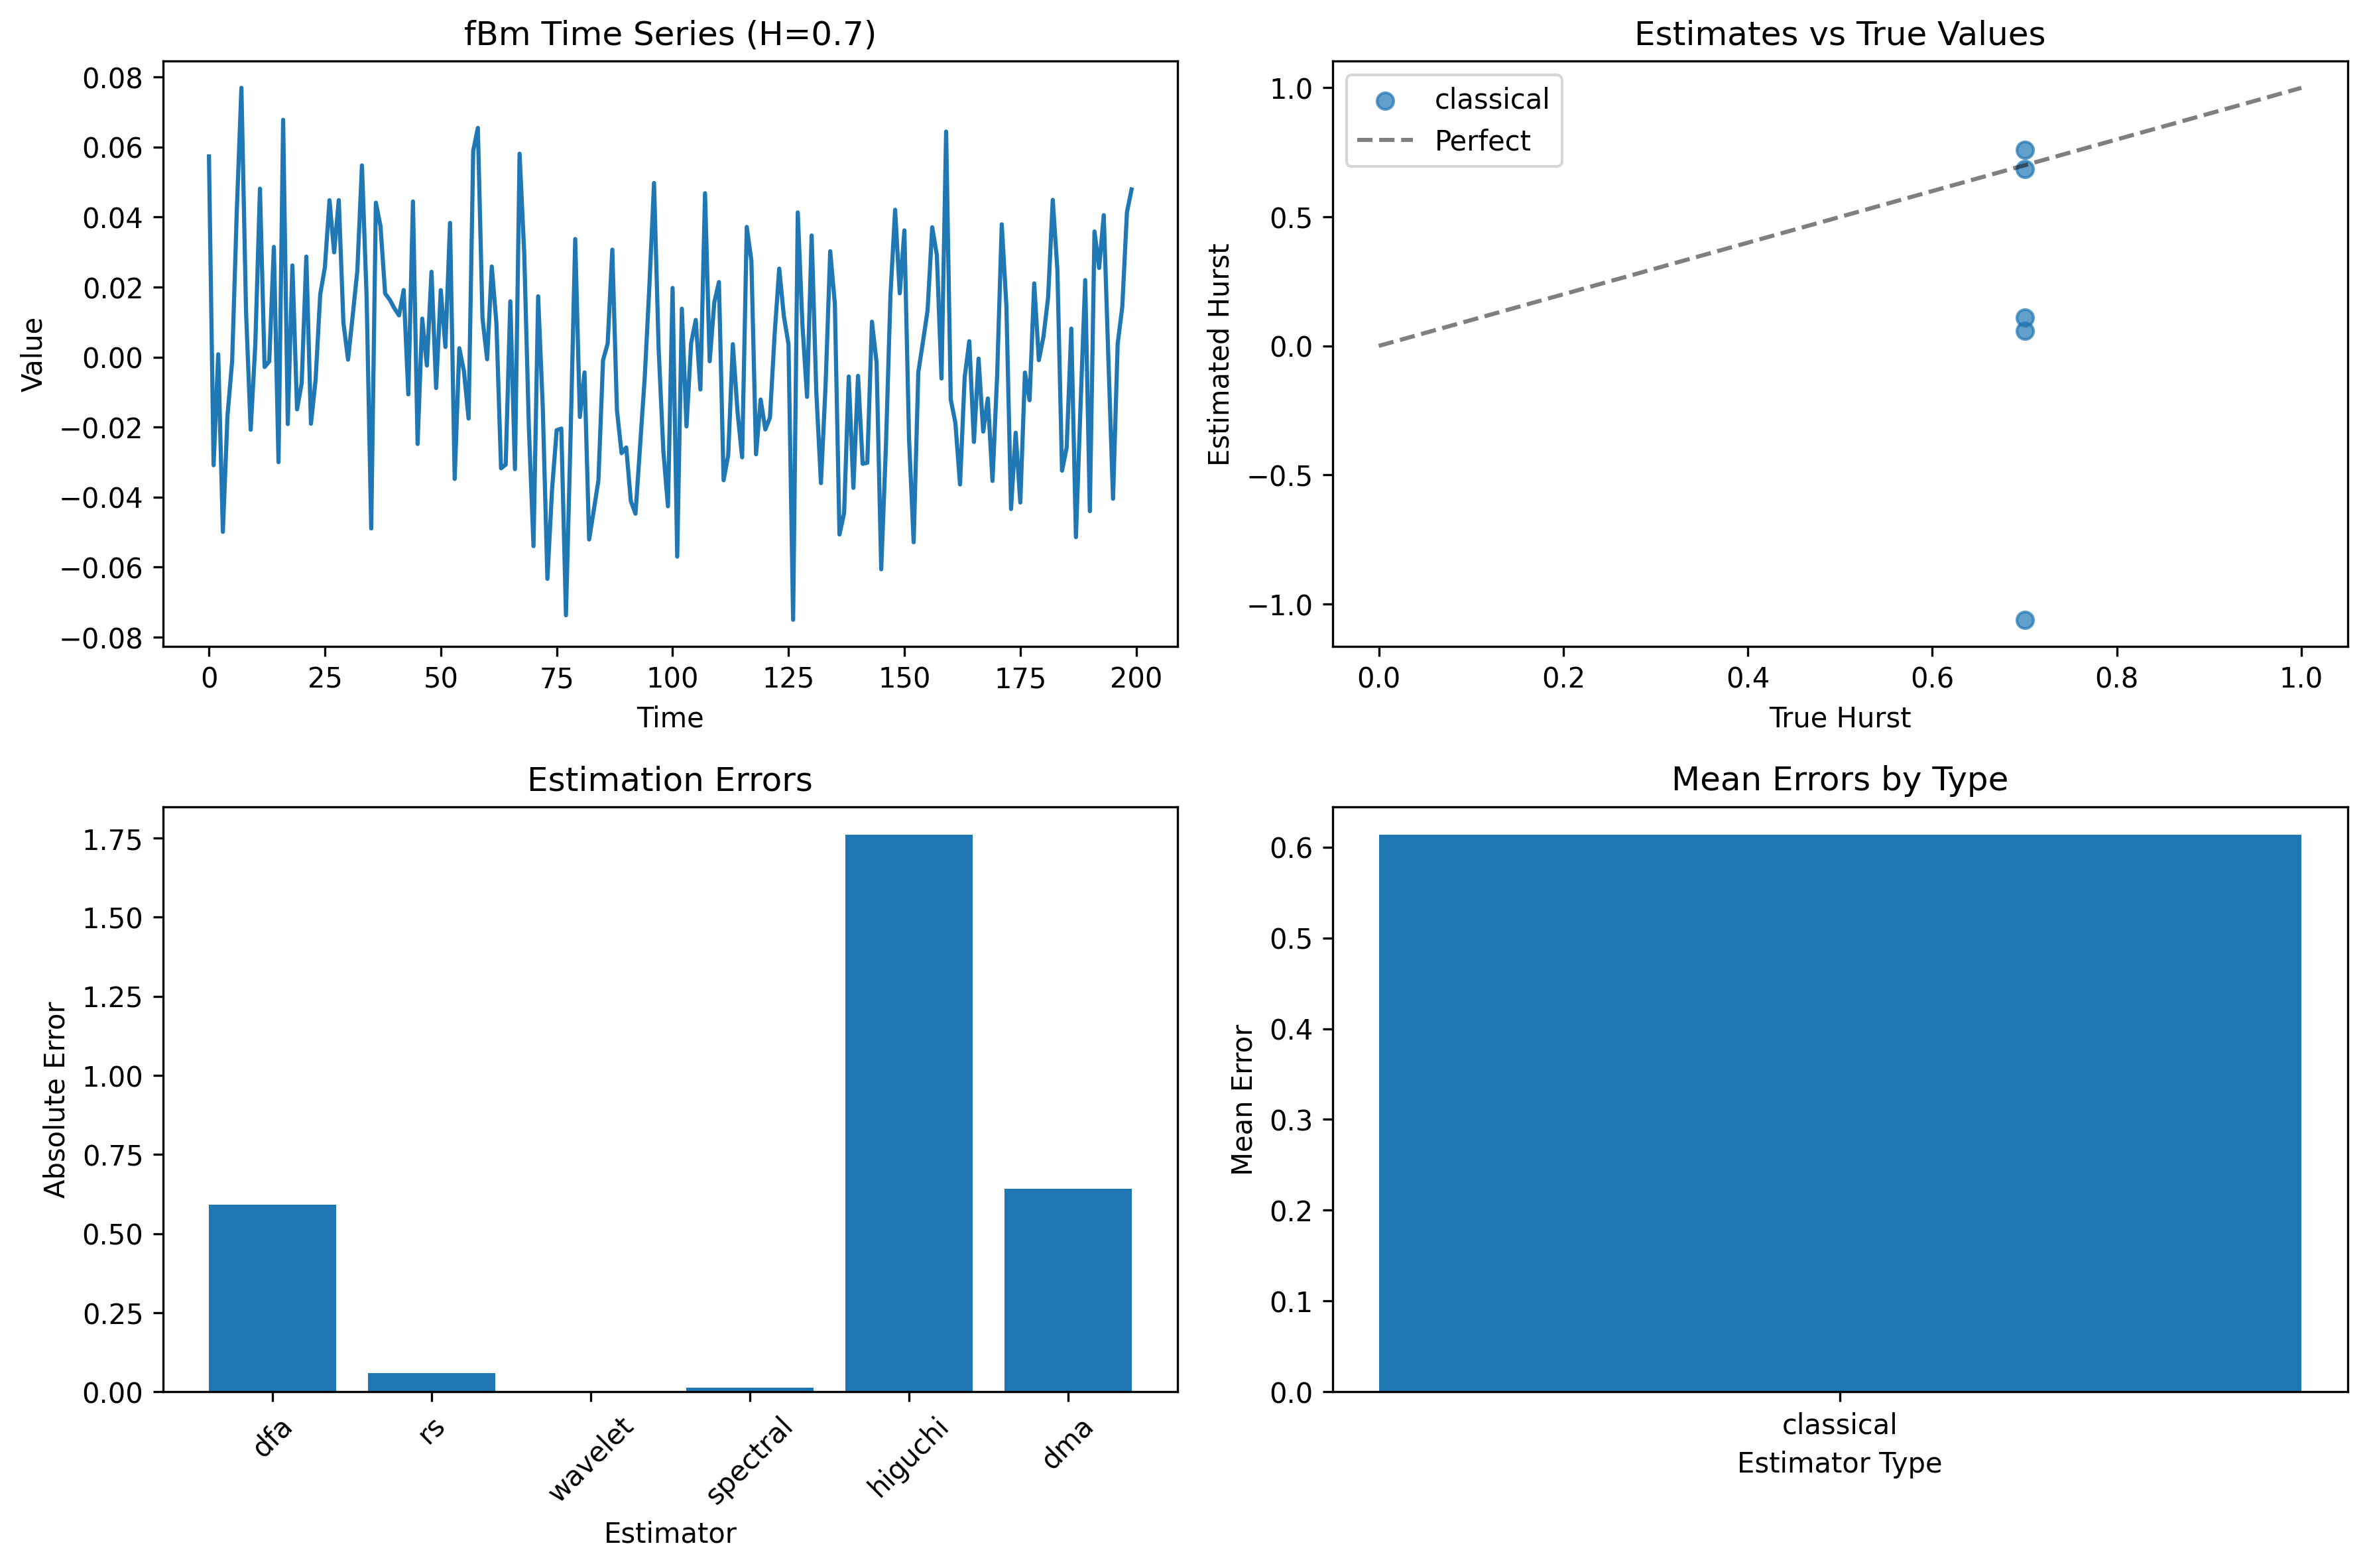 fBm Time Series (H=0.7)
0.08
0.06
0.04
0.02
0.00
−0.02
−0.04
−0.06
−0.08
Value
0
25
50
75
100
125
150
175
200
Time
Estimates vs True Values
classical
Perfect
1.0
0.5
0.0
−0.5
−1.0
Estimated Hurst
0.0
0.2
0.4
0.6
0.8
1.0
True Hurst
Estimation Errors
1.75
1.50
1.25
1.00
0.75
0.50
0.25
0.00
Absolute Error
dfa
rs
wavelet
spectral
higuchi
dma
Estimator
Mean Errors by Type
0.6
0.5
0.4
0.3
0.2
0.1
0.0
Mean Error
classical
Estimator Type